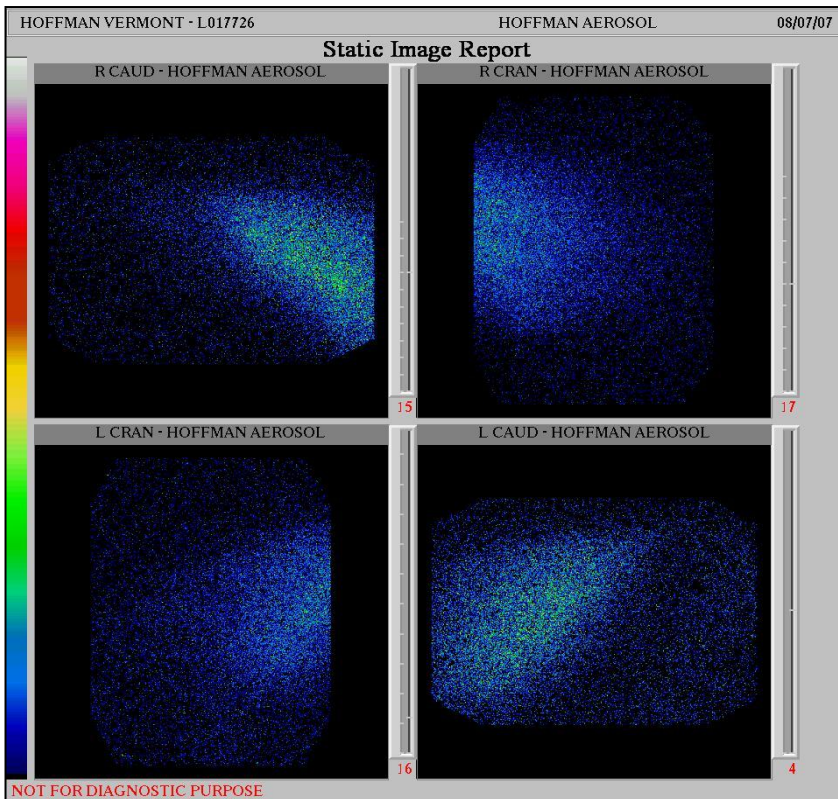 HOFFMAN VERMONT - L017726 HOFFMAN AEROSOL 08/07/07
Static Image Report
R CAUD - HOFFMAN AEROSOL
R CRAN - HOFFMAN AEROSOL
15
17
L CRAN - HOFFMAN AEROSOL
L CAUD - HOFFMAN AEROSOL
16
4
NOT FOR DIAGNOSTIC PURPOSE